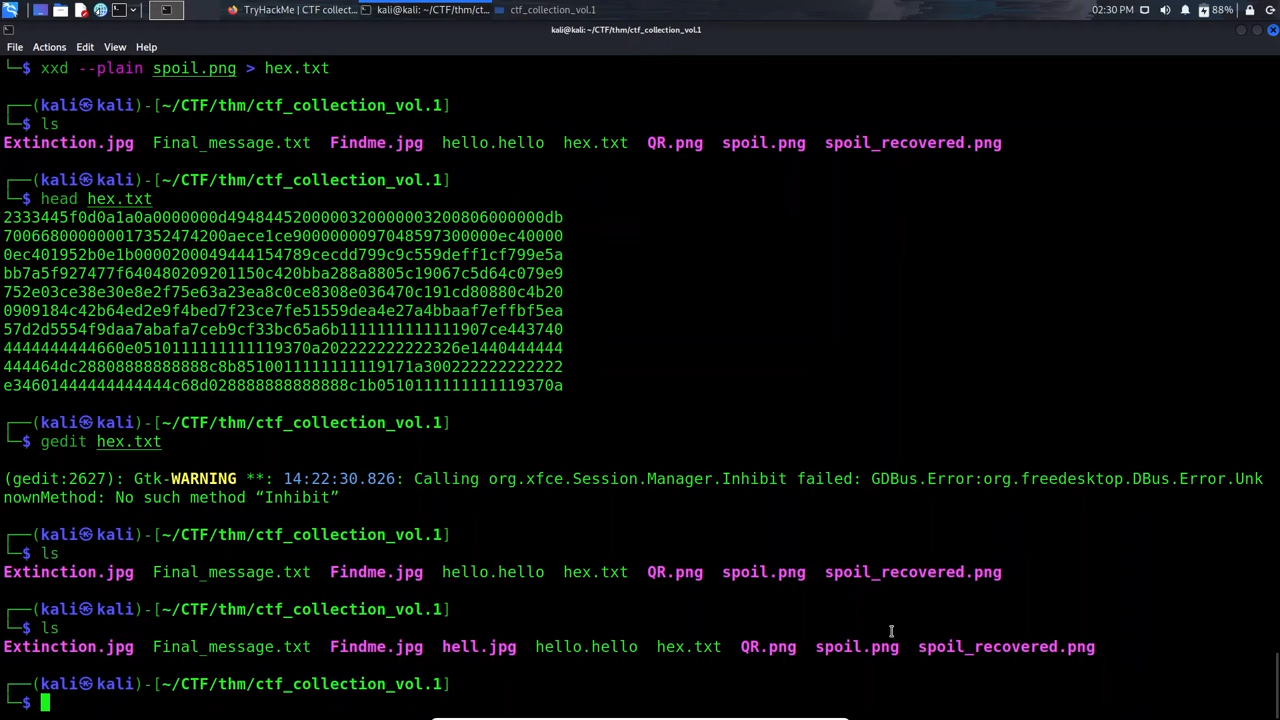 TryHackMe | CTF collect...
kali@kali: ~/CTF/thm/ct...
ctf_collection_vol.1
02:30 PM
88%
kali@kali: ~/CTF/thm/ctf_collection_vol.1
File Actions Edit View Help
└─$ xxd --plain spoil.png > hex.txt
┌──(kali㉿kali)-[~/CTF/thm/ctf_collection_vol.1]
└─$ ls
Extinction.jpg Final_message.txt Findme.jpg hello.hello hex.txt QR.png spoil.png spoil_recovered.png
┌──(kali㉿kali)-[~/CTF/thm/ctf_collection_vol.1]
└─$ head hex.txt
2333445f0d0a1a0a0000000d4948445200000320000003200806000000db
700668000000017352474200aece1ce9000000097048597300000ec40000
0ec401952b0e1b0000200049444154789cecdd799c9c559deff1cf799e5a
bb7a5f927477f640480209201150c420bba288a8805c19067c5d64c079e9
752e03ce38e30e8e2f75e63a23ea8c0ce8308e036470c191cd80880c4b20
0909184c42b64ed2e9f4bed7f23ce7fe51559dea4e27a4bbaaf7effbf5ea
57d2d5554f9daa7abafa7ceb9cf33bc65a6b1111111111111907ce443740
4444444444660e0510111111111119370a202222222222326e1440444444
444464dc28808888888888c8b8510011111111119171a300222222222222
e34601444444444444c68d028888888888888c1b0510111111111119370a
┌──(kali㉿kali)-[~/CTF/thm/ctf_collection_vol.1]
└─$ gedit hex.txt
(gedit:2627): Gtk-WARNING **: 14:22:30.826: Calling org.xfce.Session.Manager.Inhibit failed: GDBus.Error:org.freedesktop.DBus.Error.Unk
nownMethod: No such method “Inhibit”
┌──(kali㉿kali)-[~/CTF/thm/ctf_collection_vol.1]
└─$ ls
Extinction.jpg Final_message.txt Findme.jpg hello.hello hex.txt QR.png spoil.png spoil_recovered.png
┌──(kali㉿kali)-[~/CTF/thm/ctf_collection_vol.1]
└─$ ls
Extinction.jpg Final_message.txt Findme.jpg hell.jpg hello.hello hex.txt QR.png spoil.png spoil_recovered.png
┌──(kali㉿kali)-[~/CTF/thm/ctf_collection_vol.1]
└─$